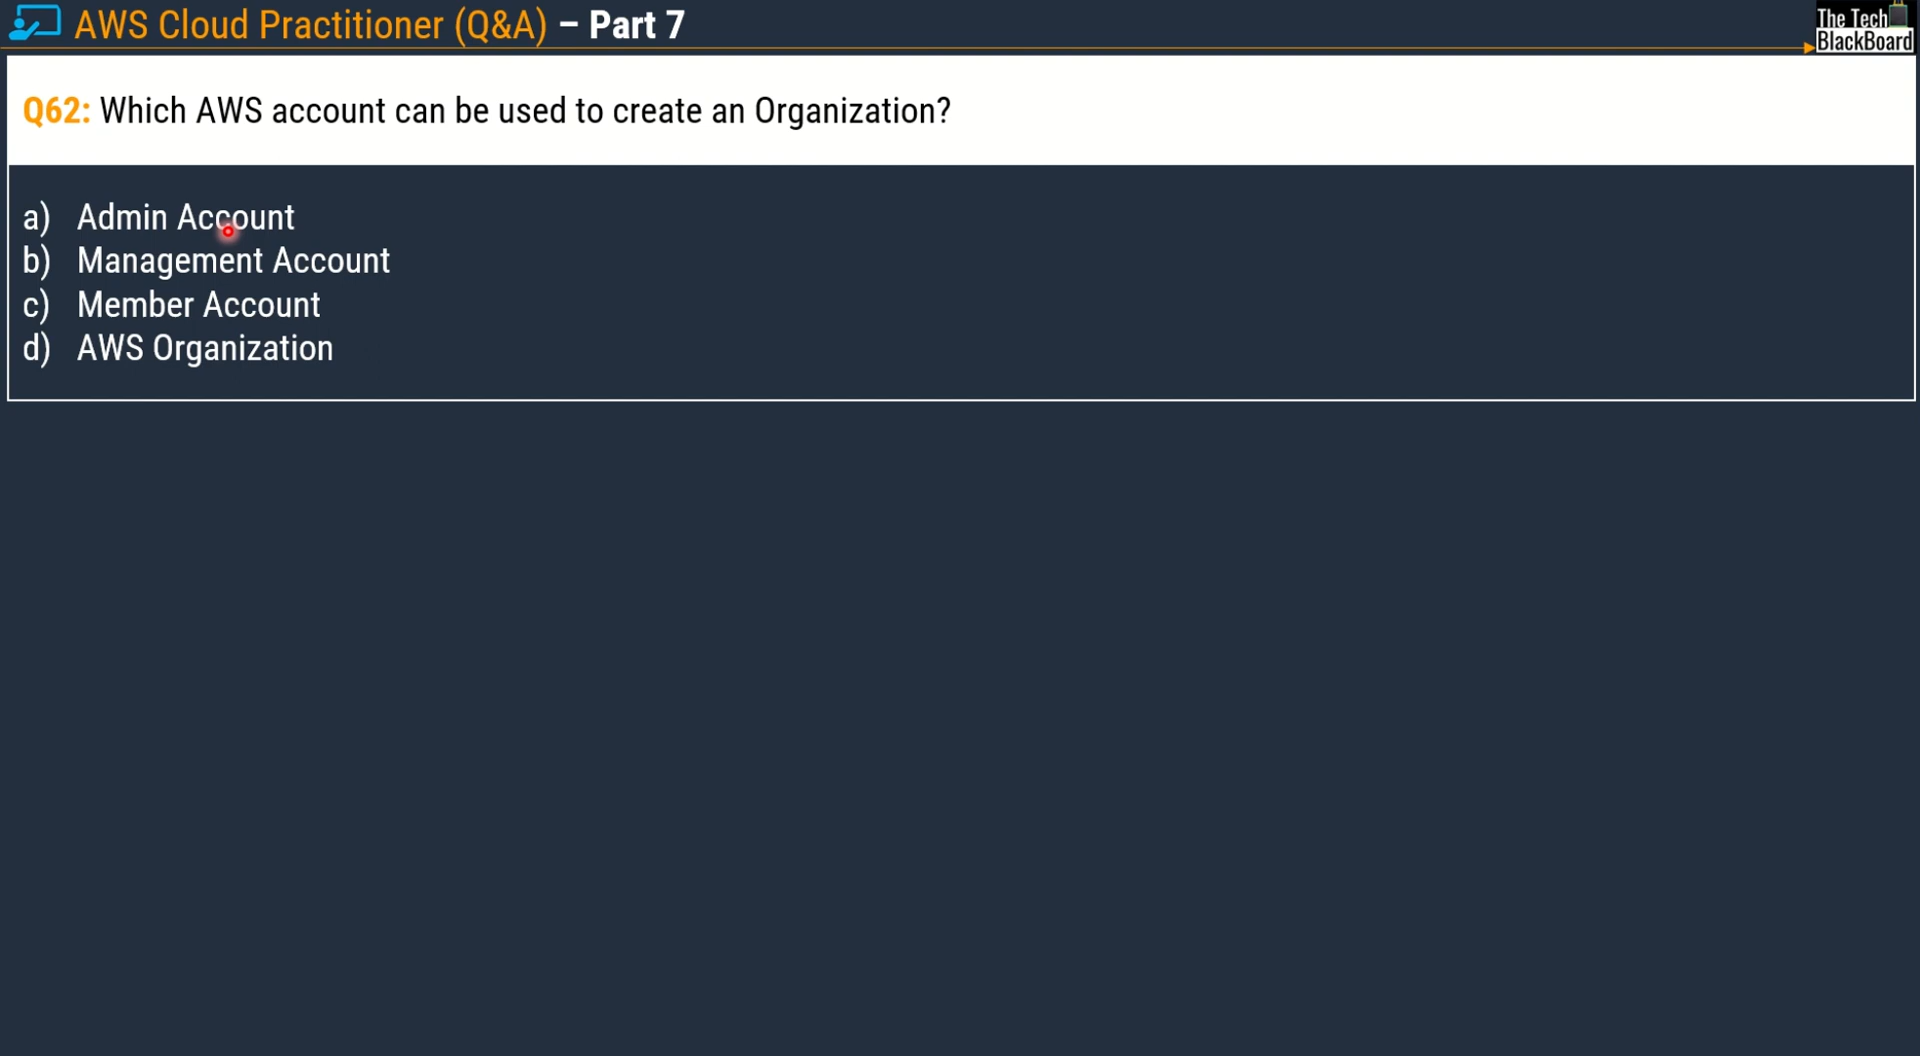 AWS Cloud Practitioner (Q&A) – Part 7
The Tech
BlackBoard
Q62: Which AWS account can be used to create an Organization?
a) Admin Account
b) Management Account
c) Member Account
d) AWS Organization